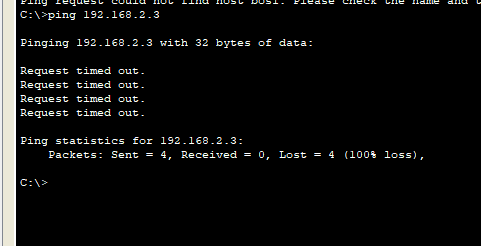 Ping request could not find host bosi. Please check the name and t
C:\>ping 192.168.2.3
Pinging 192.168.2.3 with 32 bytes of data:
Request timed out.
Request timed out.
Request timed out.
Request timed out.
Ping statistics for 192.168.2.3:
Packets: Sent = 4, Received = 0, Lost = 4 (100% loss),
C:\>